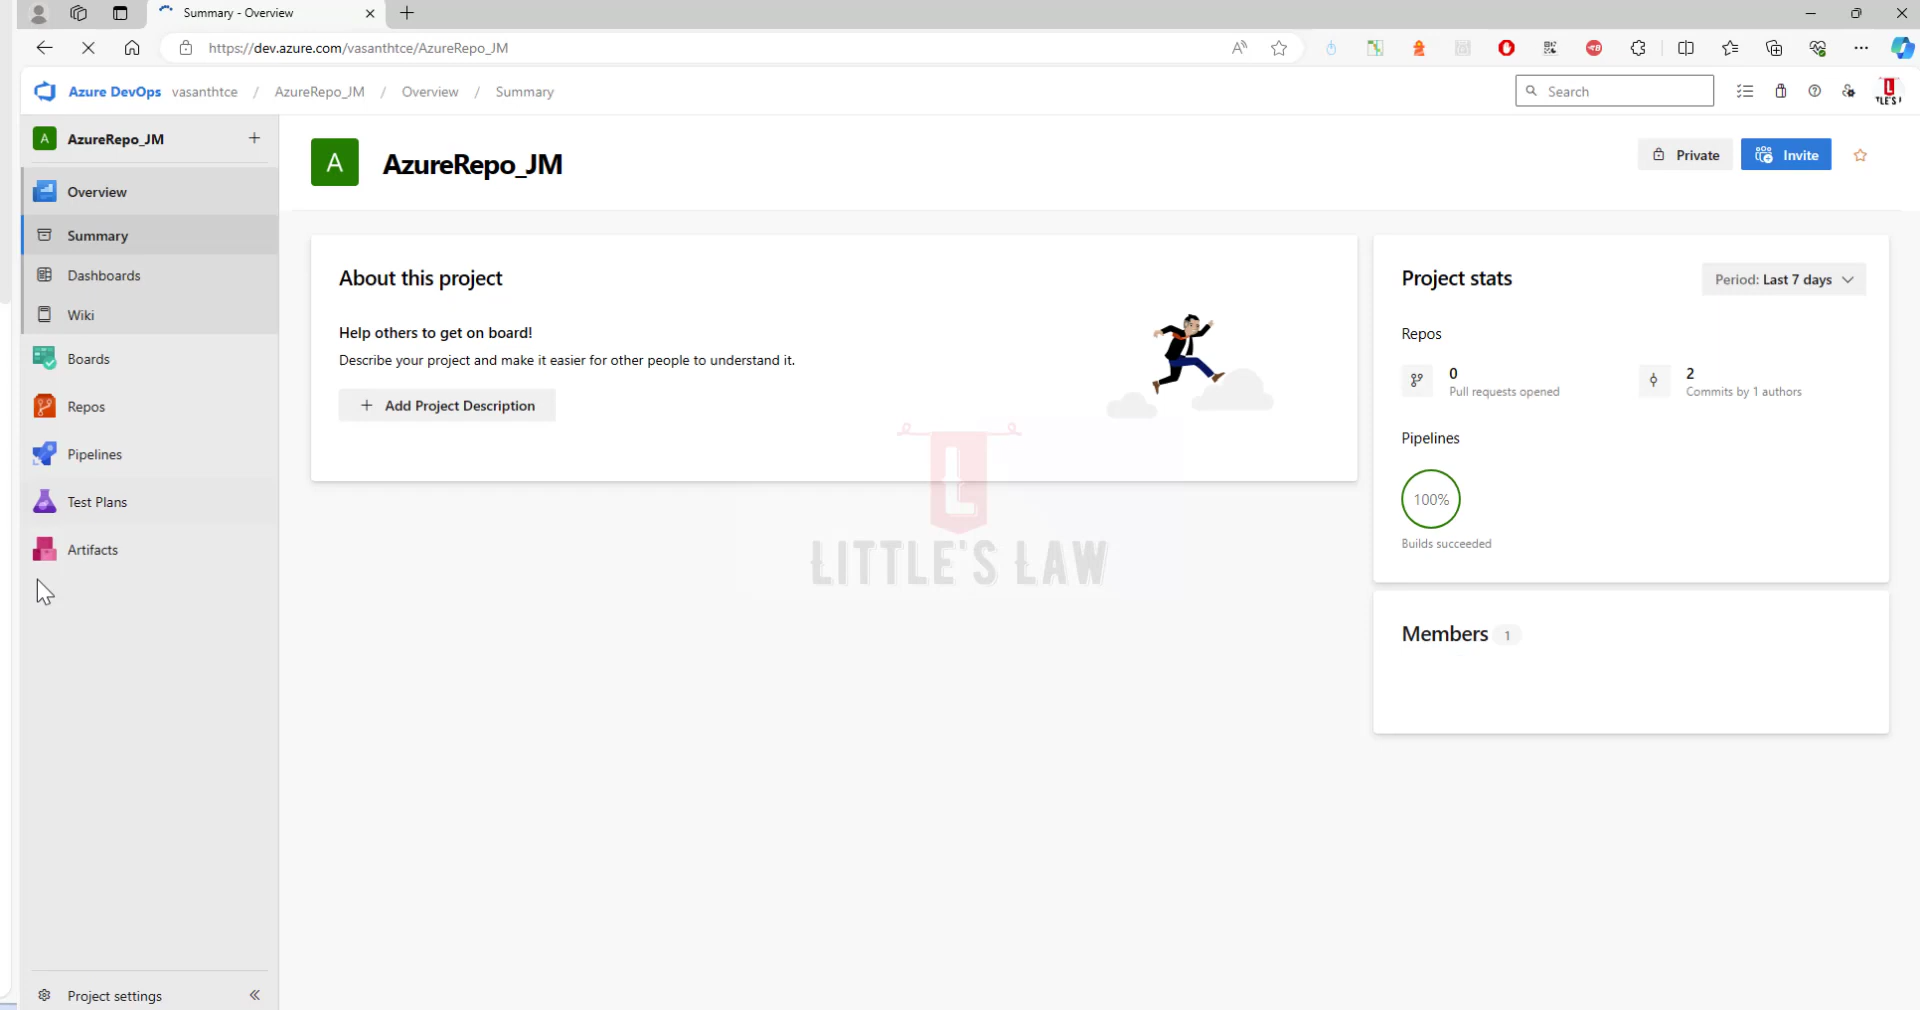 Summary - Overview
https://dev.azure.com/vasanthtce/AzureRepo_JM
Azure DevOps vasanthtce / AzureRepo_JM / Overview / Summary
Search
A AzureRepo_JM
Overview
Summary
Dashboards
Wiki
Boards
Repos
Pipelines
Test Plans
Artifacts
Project settings
A AzureRepo_JM
Private
Invite
About this project
Help others to get on board!
Describe your project and make it easier for other people to understand it.
Add Project Description
LITTLE'S LAW
Project stats
Period: Last 7 days
Repos
0
Pull requests opened
2
Commits by 1 authors
Pipelines
100%
Builds succeeded
Members 1